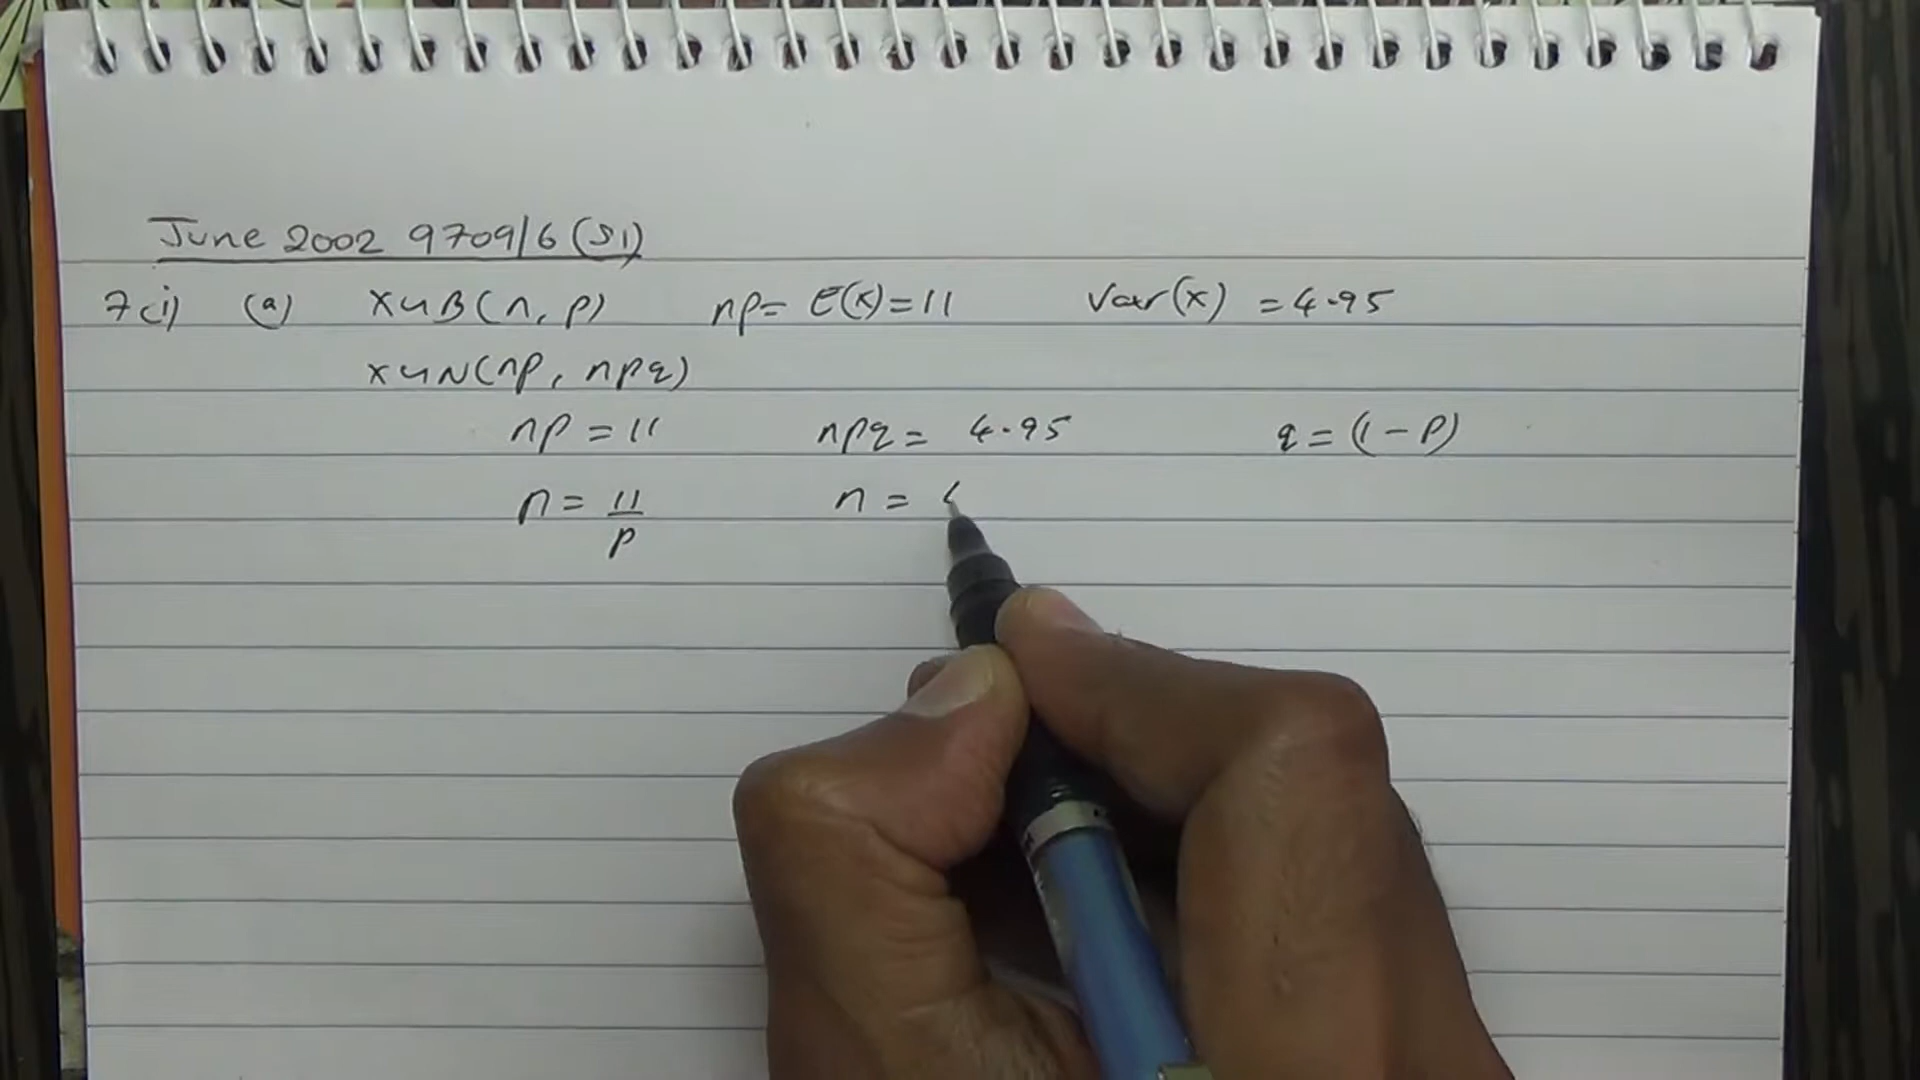 June 2002 9709/6 (S1)
7(i) (a) X~B(n, p) np = E(x) = 11 Var(x) = 4.95
X~N(np, npq)
np = 11 npq = 4.95 q = (1 - p)
n = 11/p n =